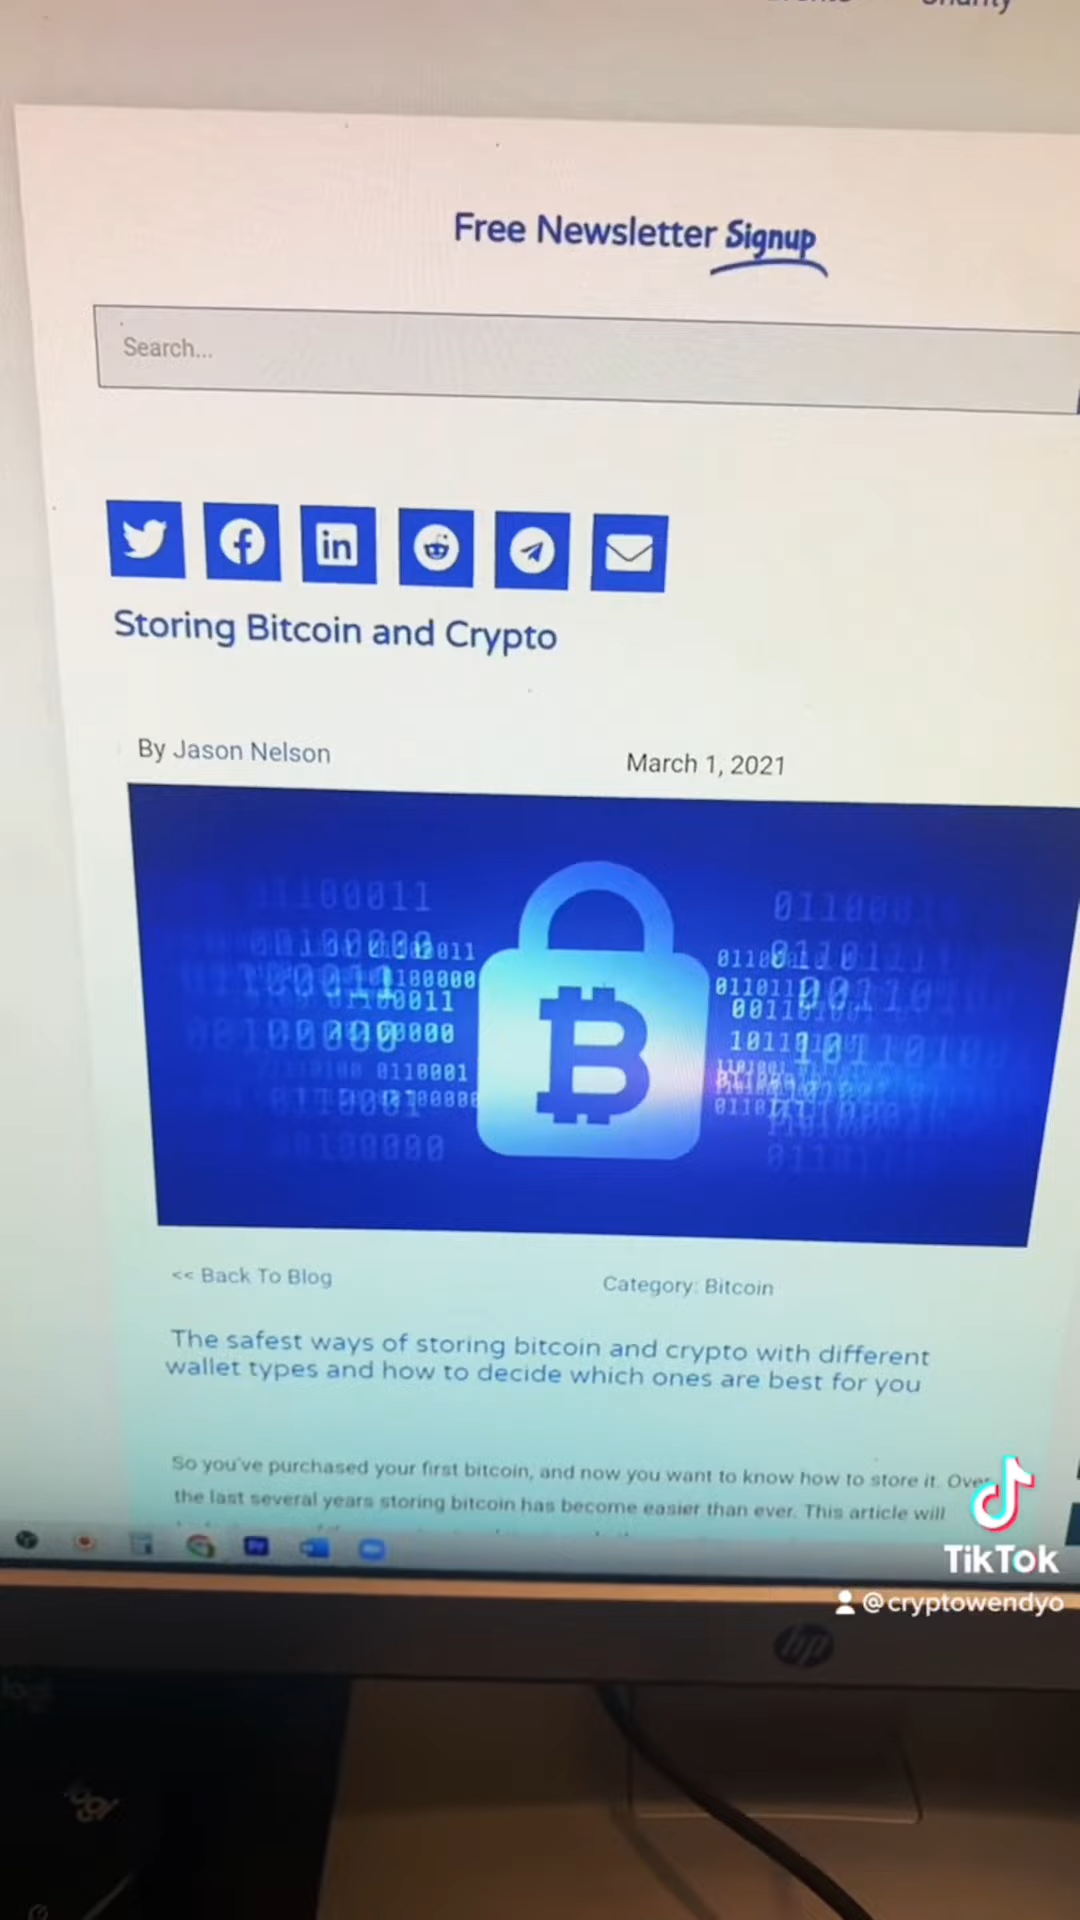 Free Newsletter Signup
Search...
Storing Bitcoin and Crypto
By Jason Nelson
March 1, 2021
<< Back To Blog
Category: Bitcoin
The safest ways of storing bitcoin and crypto with different
wallet types and how to decide which ones are best for you
So you've purchased your first bitcoin, and now you want to know how to store it. Over
the last several years storing bitcoin has become easier than ever. This article will
TikTok
@cryptowendyo
hp